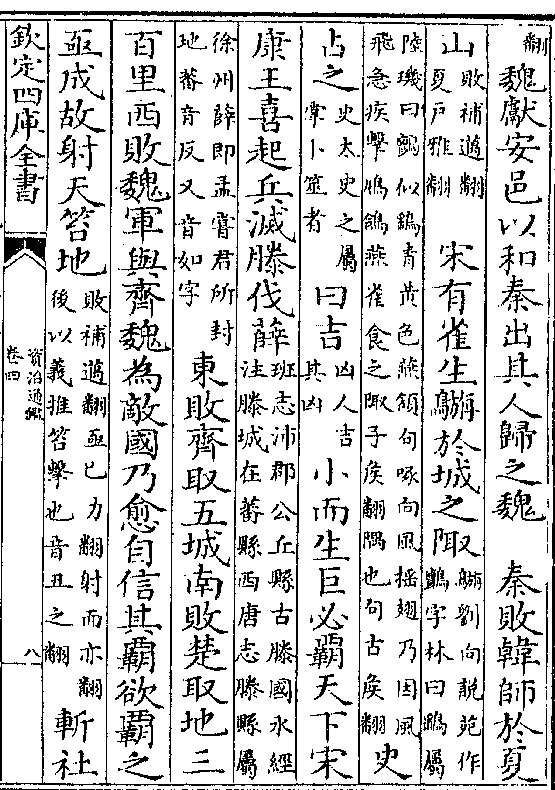 翻 魏獻安邑以和秦出其人歸之魏 秦敗韓師於夏
山 敗補邁翻 夏戶雅翻 宋有雀生於城之陬 劉向說苑作 鸇字林曰鷂屬
陸璣曰鸇似鷂青黃色燕頷句喙向風摇翅乃因風 飛急疾擊鳩鴿燕雀食之陬子侯翻隅也句古侯翻 史
占之 史太史之屬 掌卜筮者 曰吉 凶人吉 其凶 小而生巨必霸天下宋
康王喜起兵滅滕伐薛 班志沛郡公丘縣古滕國水經 注滕城在蕃縣西唐志滕縣屬
徐州薛即孟嘗君所封 地蕃音反又音如字 東敗齊取五城南敗楚取地三
百里西敗魏軍與齊魏為敵國乃愈自信其霸欲霸之
亟成故射天笞地 敗補邁翻亟己力翻射而亦翻 後以義推笞擊也音丑之翻 斬社
欽定四庫全書 資治通鑑 卷四 八